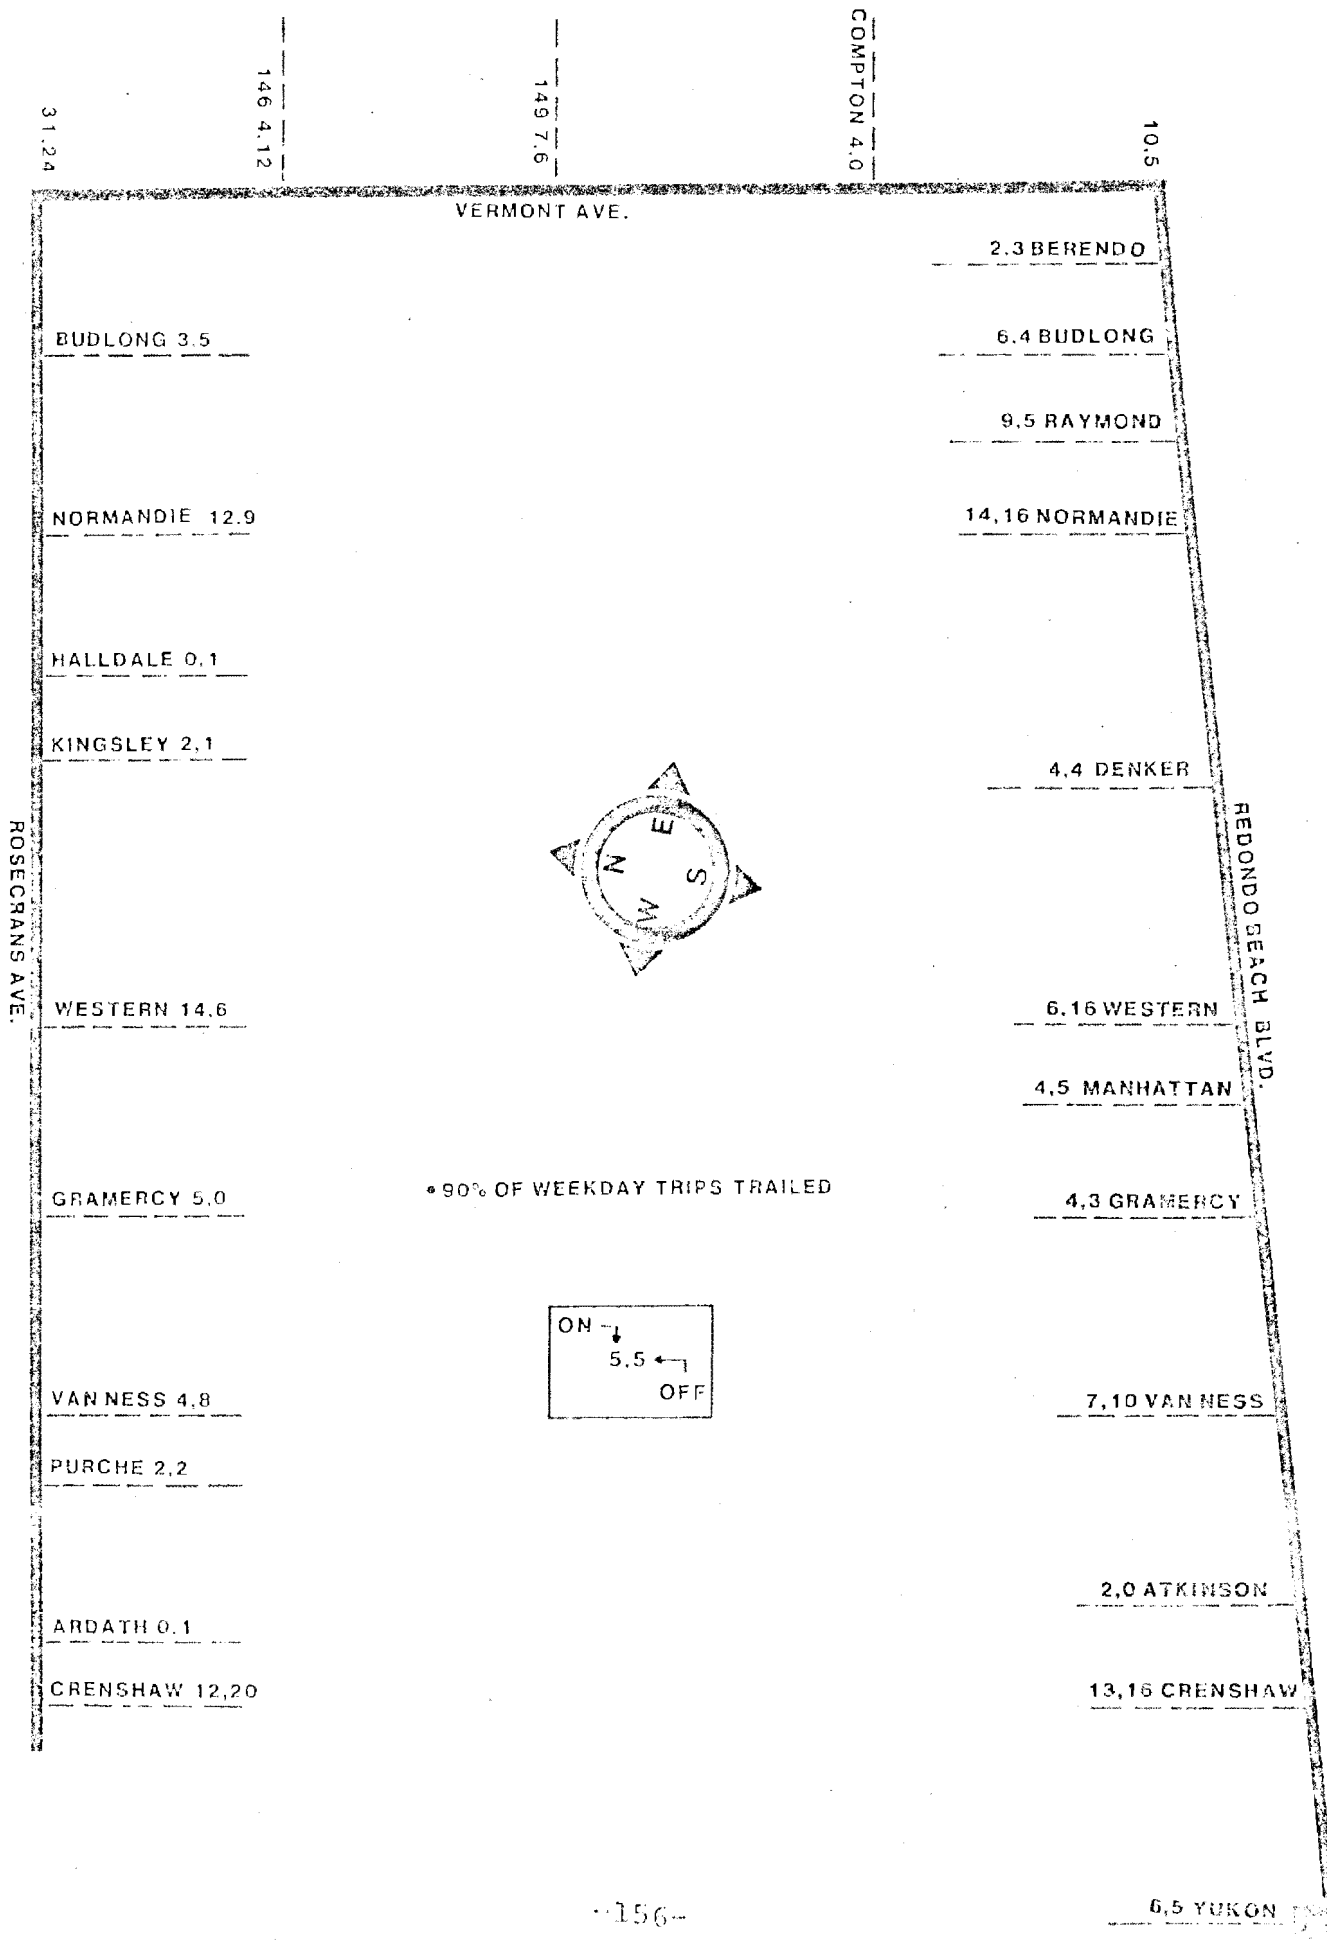 31.24
146 4.12
149 7.6
COMPTON 4.0
10.5
VERMONT AVE.
2.3 BERENDO
BUDLONG 3.5
6.4 BUDLONG
9,5 RAYMOND
NORMANDIE 12.9
14,16 NORMANDIE
HALLDALE 0.1
KINGSLEY 2,1
4,4 DENKER
ROSECRANS AVE.
REDONDO BEACH BLVD.
N
E
S
W
WESTERN 14,6
6,16 WESTERN
4,5 MANHATTAN
• 90% OF WEEKDAY TRIPS TRAILED
GRAMERCY 5,0
4,3 GRAMERCY
ON
5,5
OFF
VAN NESS 4,8
7,10 VAN NESS
PURCHE 2,2
2,0 ATKINSON
ARDATH 0.1
CRENSHAW 12,20
13,16 CRENSHAW
6,5 YUKON
-156-